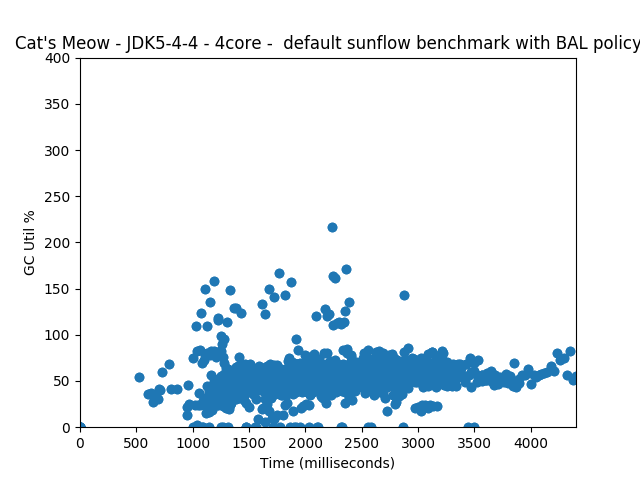 Cat's Meow - JDK5-4-4 - 4core -  default sunflow benchmark with BAL policy
400
350
300
250
200
150
100
50
0
GC Util %
0 500 1000 1500 2000 2500 3000 3500 4000
Time (milliseconds)